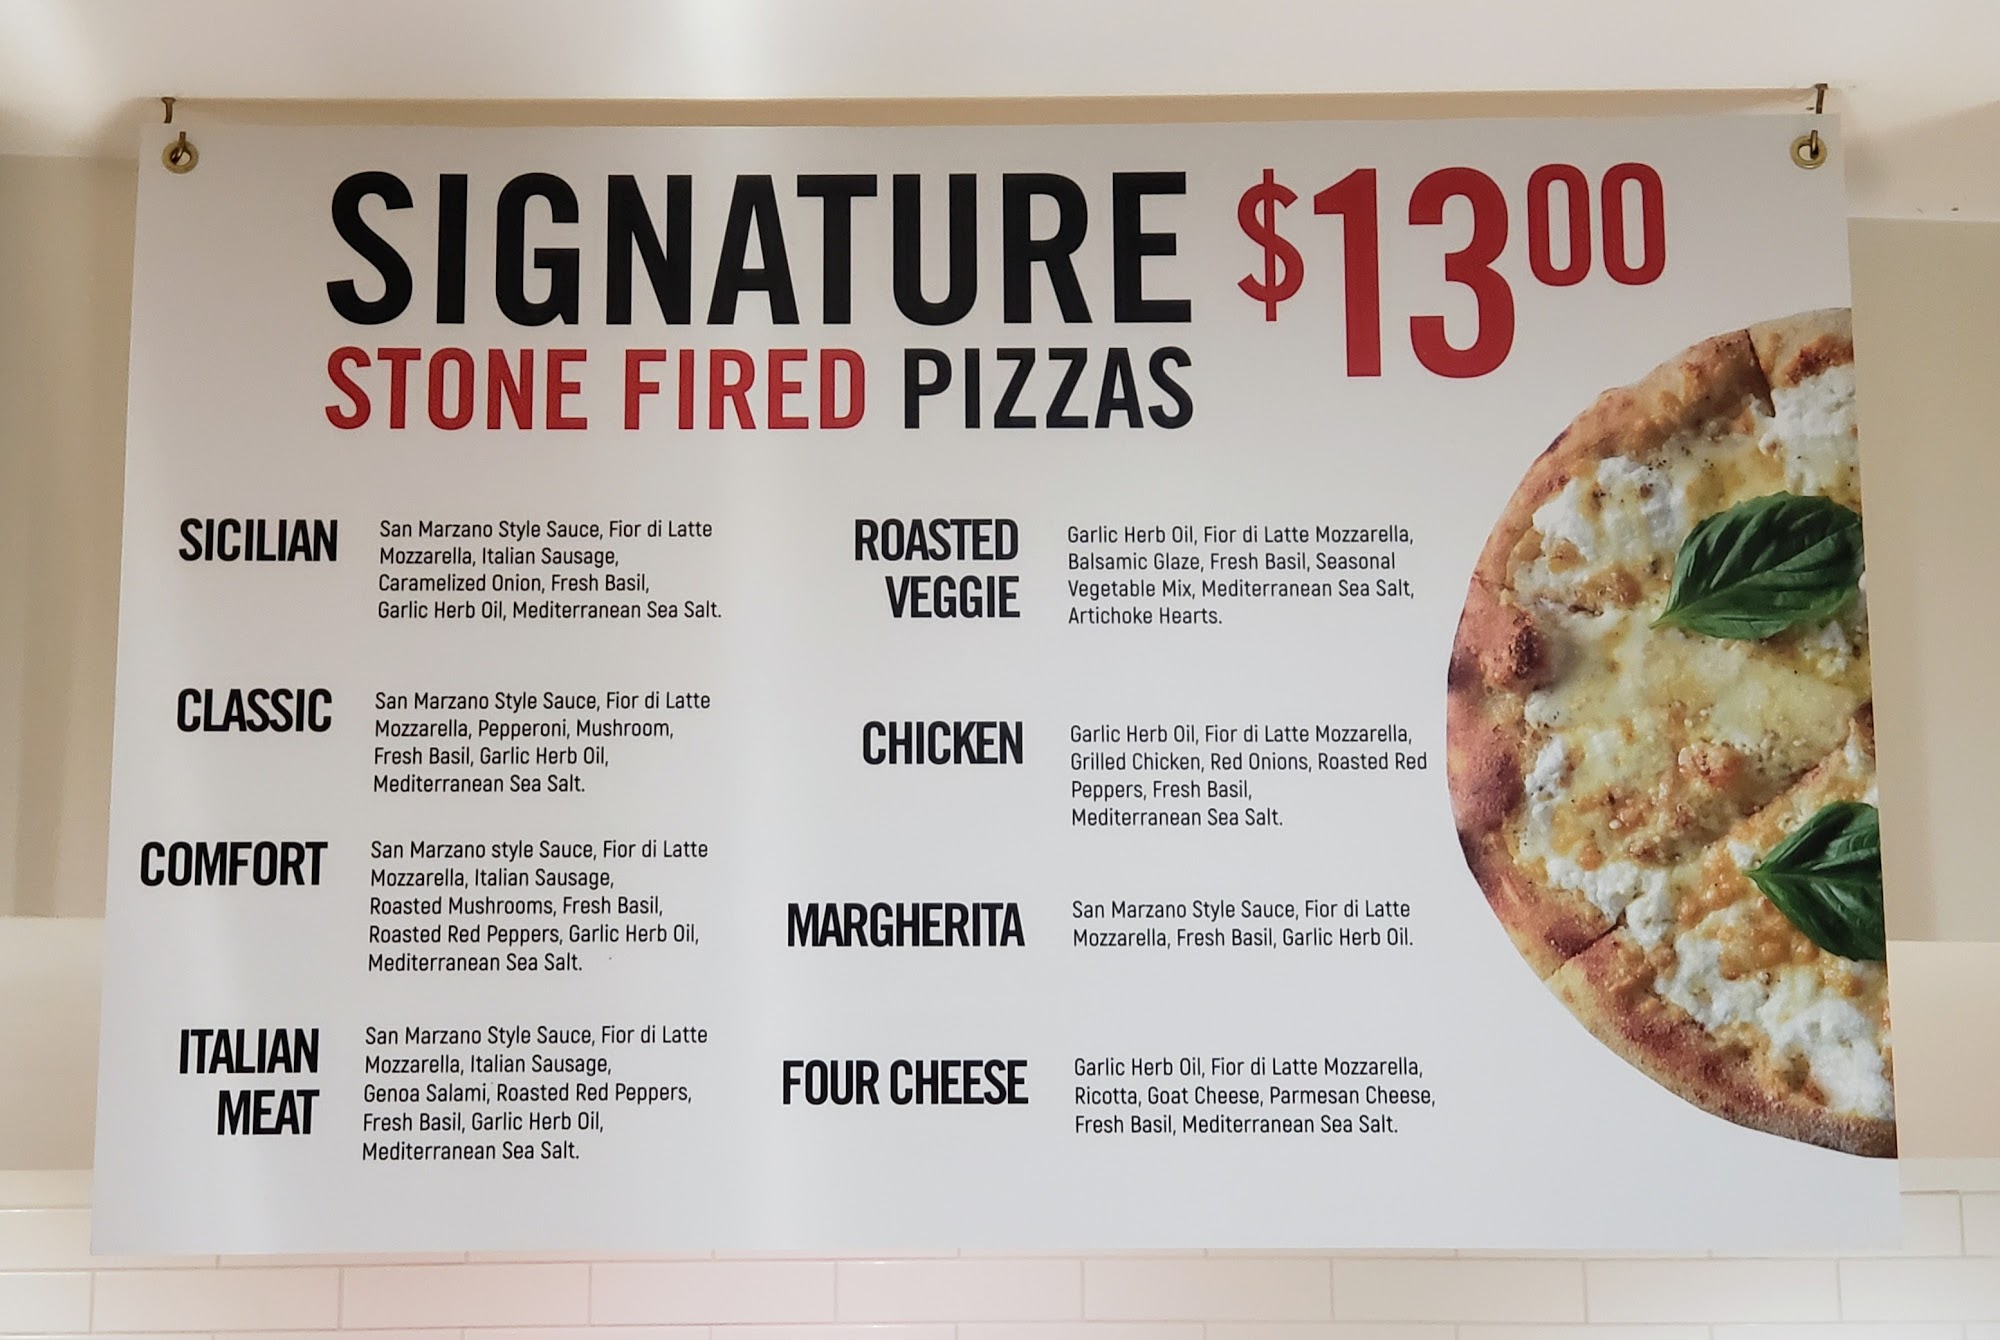 SIGNATURE $13⁰⁰
STONE FIRED PIZZAS
SICILIAN
San Marzano Style Sauce, Fior di Latte
Mozzarella, Italian Sausage,
Caramelized Onion, Fresh Basil,
Garlic Herb Oil, Mediterranean Sea Salt.
CLASSIC
San Marzano Style Sauce, Fior di Latte
Mozzarella, Pepperoni, Mushroom,
Fresh Basil, Garlic Herb Oil,
Mediterranean Sea Salt.
COMFORT
San Marzano style Sauce, Fior di Latte
Mozzarella, Italian Sausage,
Roasted Mushrooms, Fresh Basil,
Roasted Red Peppers, Garlic Herb Oil,
Mediterranean Sea Salt.
ITALIAN
MEAT
San Marzano Style Sauce, Fior di Latte
Mozzarella, Italian Sausage,
Genoa Salami, Roasted Red Peppers,
Fresh Basil, Garlic Herb Oil,
Mediterranean Sea Salt.
ROASTED
VEGGIE
Garlic Herb Oil, Fior di Latte Mozzarella,
Balsamic Glaze, Fresh Basil, Seasonal
Vegetable Mix, Mediterranean Sea Salt,
Artichoke Hearts.
CHICKEN
Garlic Herb Oil, Fior di Latte Mozzarella,
Grilled Chicken, Red Onions, Roasted Red
Peppers, Fresh Basil,
Mediterranean Sea Salt.
MARGHERITA
San Marzano Style Sauce, Fior di Latte
Mozzarella, Fresh Basil, Garlic Herb Oil.
FOUR CHEESE
Garlic Herb Oil, Fior di Latte Mozzarella,
Ricotta, Goat Cheese, Parmesan Cheese,
Fresh Basil, Mediterranean Sea Salt.